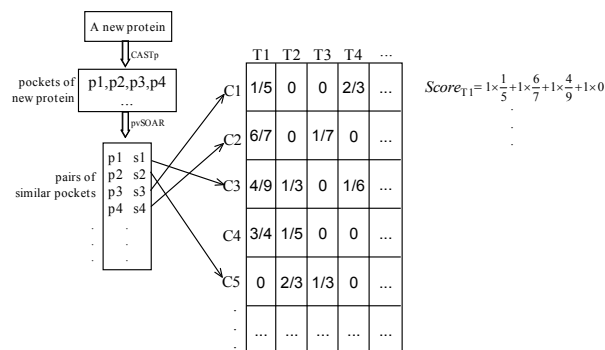 A new protein
CASTp
pockets of
new protein
p1,p2,p3,p4
...
pvSOAR
pairs of
similar pockets
p1 s1
p2 s2
p3 s3
p4 s4
. .
. .
. .
T1 T2 T3 T4 ...
C1 1/5 0 0 2/3 ...
C2 6/7 0 1/7 0 ...
C3 4/9 1/3 0 1/6 ...
C4 3/4 1/5 0 0 ...
C5 0 2/3 1/3 0 ...
... ... ... ... ...
Score_T1 = 1×1/5+1×6/7+1×4/9+1×0
.
.
.